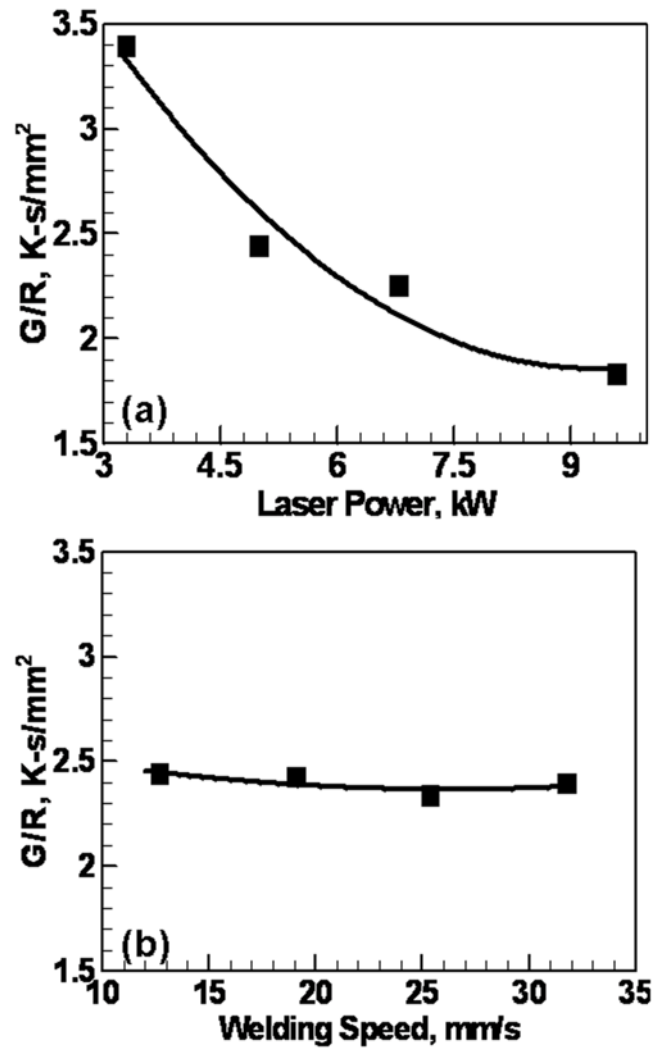 3.5
3
2.5
2
1.5
G/R, K-s/mm²
(a)
3 4.5 6 7.5 9
Laser Power, kW
3.5
3
2.5
2
1.5
G/R, K-s/mm²
(b)
10 15 20 25 30 35
Welding Speed, mm/s